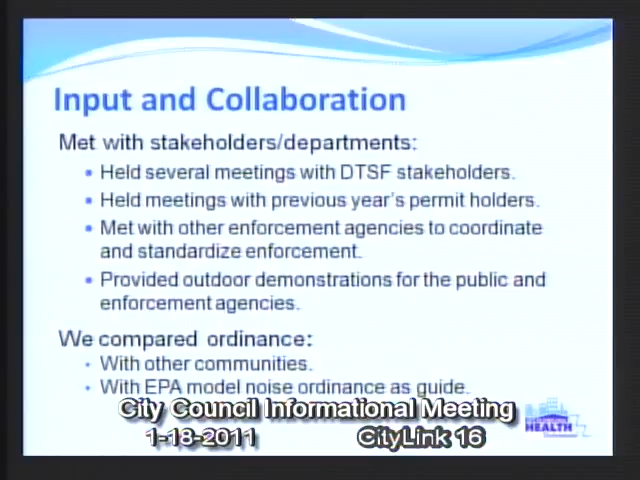 Input and Collaboration
Met with stakeholders/departments:
Held several meetings with DTSF stakeholders.
Held meetings with previous year's permit holders.
Met with other enforcement agencies to coordinate
and standardize enforcement.
Provided outdoor demonstrations for the public and
enforcement agencies.
We compared ordinance:
With other communities.
With EPA model noise ordinance as guide.
City Council Informational Meeting
1-18-2011 CityLink 16
HEALTH